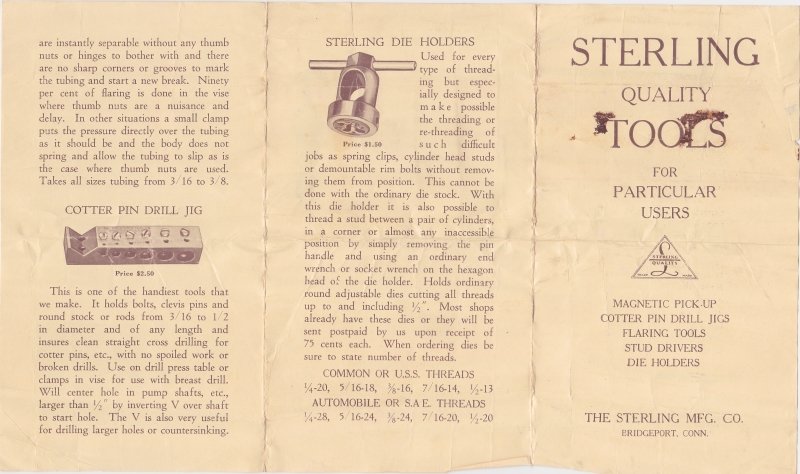 are instantly separable without any thumb
nuts or hinges to bother with and there
are no sharp corners or grooves to mark
the tubing and start a new break. Ninety
per cent of flaring is done in the vise
where thumb nuts are a nuisance and
delay. In other situations a small clamp
puts the pressure directly over the tubing
as it should be and the body does not
spring and allow the tubing to slip as is
the case where thumb nuts are used.
Takes all sizes tubing from 3/16 to 3/8.
COTTER PIN DRILL JIG
Price $2.50
This is one of the handiest tools that
we make. It holds bolts, clevis pins and
round stock or rods from 3/16 to 1/2
in diameter and of any length and
insures clean straight cross drilling for
cotter pins, etc., with no spoiled work or
broken drills. Use on drill press table or
clamps in vise for use with breast drill.
Will center hole in pump shafts, etc.,
larger than ½" by inverting V over shaft
to start hole. The V is also very useful
for drilling larger holes or countersinking.
STERLING DIE HOLDERS
Price $1.50
Used for every
type of thread-
ing but espec-
ially designed to
make possible
the threading or
re-threading of
such difficult
jobs as spring clips, cylinder head studs
or demountable rim bolts without remov-
ing them from position. This cannot be
done with the ordinary die stock. With
this die holder it is also possible to
thread a stud between a pair of cylinders,
in a corner or almost any inaccessible
position by simply removing the pin
handle and using an ordinary end
wrench or socket wrench on the hexagon
head of the die holder. Holds ordinary
round adjustable dies cutting all threads
up to and including ½". Most shops
already have these dies or they will be
sent postpaid by us upon receipt of
75 cents each. When ordering dies be
sure to state number of threads.
COMMON OR U.S.S. THREADS
¼-20, 5/16-18, ⅜-16, 7/16-14, ½-13
AUTOMOBILE OR S.A.E. THREADS
¼-28, 5/16-24, ⅜-24, 7/16-20, ½-20
STERLING
QUALITY
TOOLS
FOR
PARTICULAR
USERS
STERLING
QUALITY
MAGNETIC PICK-UP
COTTER PIN DRILL JIGS
FLARING TOOLS
STUD DRIVERS
DIE HOLDERS
THE STERLING MFG. CO.
BRIDGEPORT, CONN.